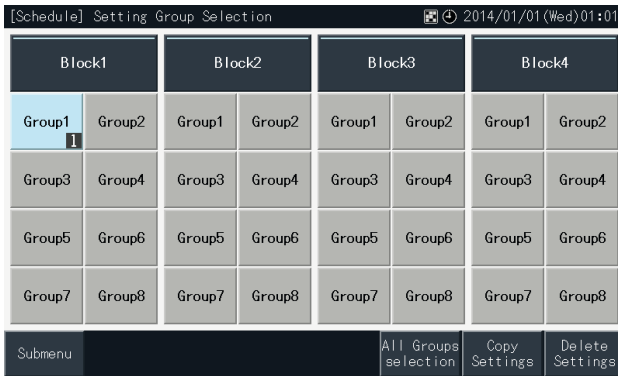 [Schedule] Setting Group Selection 2014/01/01(Wed)01:01
Block1 Block2 Block3 Block4
Group1 Group2 Group1 Group2 Group1 Group2 Group1 Group2
1
Group3 Group4 Group3 Group4 Group3 Group4 Group3 Group4
Group5 Group6 Group5 Group6 Group5 Group6 Group5 Group6
Group7 Group8 Group7 Group8 Group7 Group8 Group7 Group8
Submenu
All Groups
selection
Copy
Settings
Delete
Settings